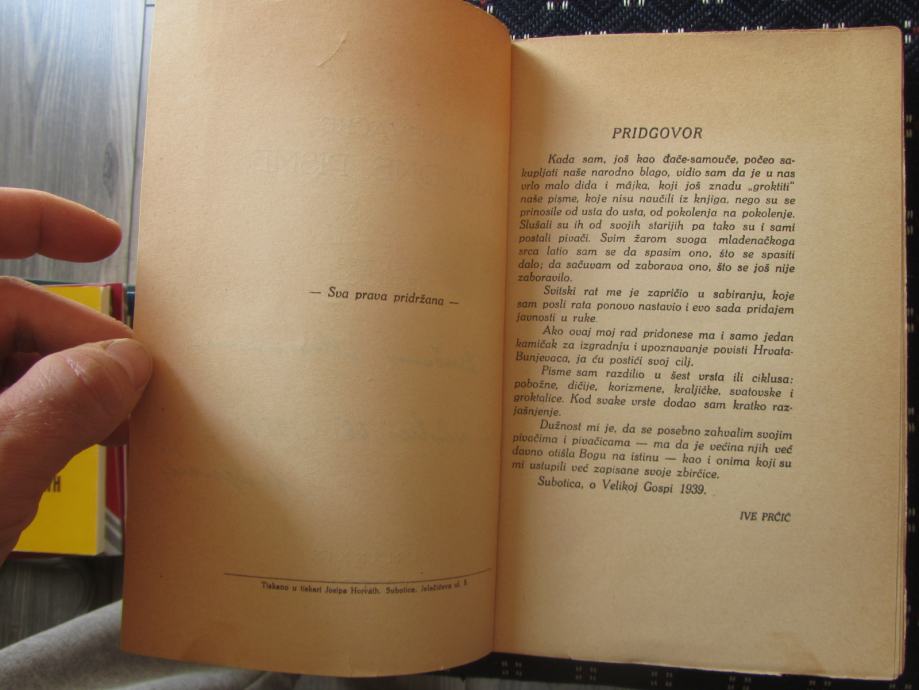 — Sva prava pridržana —
Tiskano u tiskari Josipa Horvath. Subotica. Jelačićeva ul. 5
PRIDGOVOR
Kada sam, još kao đače-samouče, počeo sa-
kupljati naše narodno blago, vidio sam da je u nas
vrlo malo dida i májka, koji još znadu „groktiti"
naše pisme, koje nisu naučili iz knjiga, nego su se
prinosile od usta do usta, od pokolenja na pokolenje.
Slušali su ih od svojih starijih pa tako su i sami
postali pivači. Svim žarom svoga mladenačkoga
srca latio sam se da spasim ono, što se spasiti
dalo; da sačuvam od zaborava ono, što se još nije
zaboravilo.
Svitski rat me je zapričio u sabiranju, koje
sam posli rata ponovo nastavio i evo sada pridajem
javnosti u ruke.
Ako ovaj moj rad pridonese ma i samo jedan
kamičak za izgradnju i upoznavanje povisti Hrvata-
Bunjevaca, ja ću postići svoj cilj.
Pisme sam razdilio u šest vrsta ili ciklusa:
pobožne, dičije, korizmene, kraljičke, svatovske i
groktalice. Kod svake vrste dodao sam kratko raz-
jašnjenje.
Dužnost mi je, da se posebno zahvalim svojim
pivačima i pivačicama — ma da je većina njih već
davno otišla Bogu na istinu — kao i onima koji su
mi ustupili već zapisane svoje zbirčice.
Subotica, o Velikoj Gospi 1939.
IVE PRČIĆ